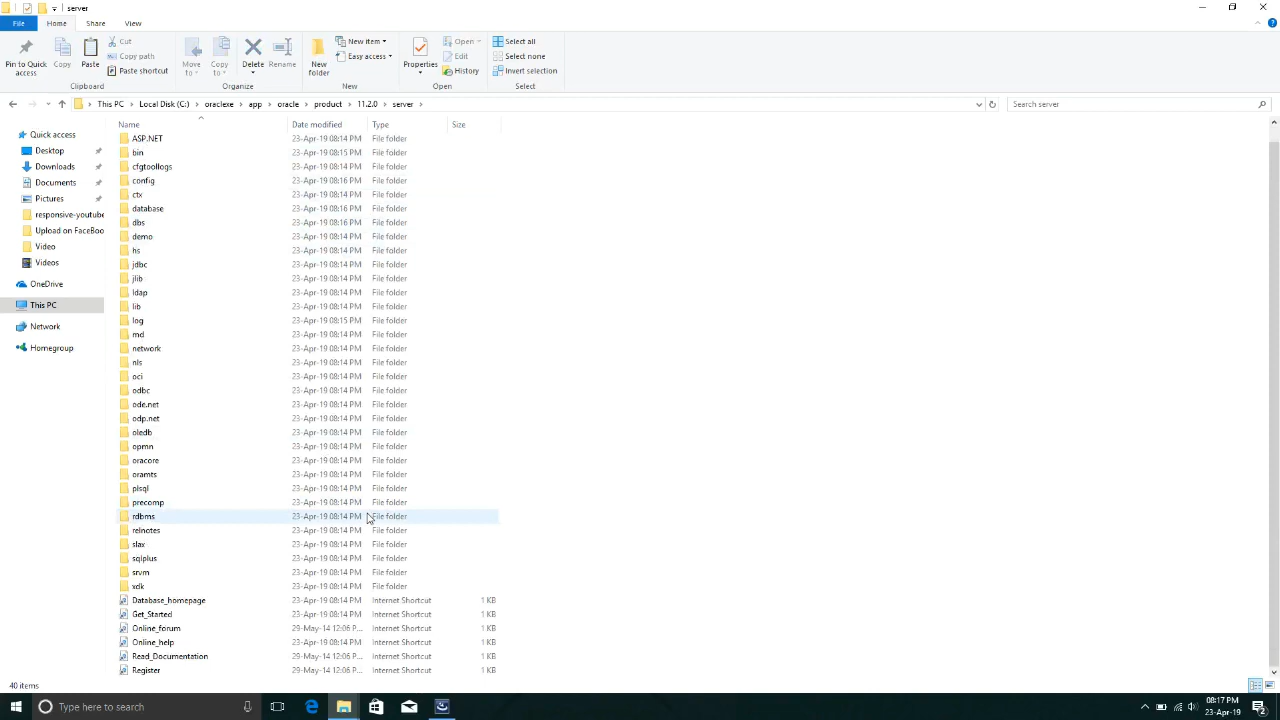 server
File Home Share View
Pin to Quick access
Copy
Paste
Cut
Copy path
Paste shortcut
Clipboard
Move to
Copy to
Delete
Rename
Organize
New folder
New item
Easy access
New
Properties
Open
Edit
History
Open
Select all
Select none
Invert selection
Select
This PC › Local Disk (C:) › oraclexe › app › oracle › product › 11.2.0 › server ›
Search server
Quick access
Desktop
Downloads
Documents
Pictures
responsive-youtube
Upload on FaceBoo
Video
Videos
OneDrive
This PC
Network
Homegroup
Name Date modified Type Size
ASP.NET 23-Apr-19 08:14 PM File folder
bin 23-Apr-19 08:15 PM File folder
cfgtoollogs 23-Apr-19 08:14 PM File folder
config 23-Apr-19 08:16 PM File folder
ctx 23-Apr-19 08:14 PM File folder
database 23-Apr-19 08:16 PM File folder
dbs 23-Apr-19 08:16 PM File folder
demo 23-Apr-19 08:14 PM File folder
hs 23-Apr-19 08:14 PM File folder
jdbc 23-Apr-19 08:14 PM File folder
jlib 23-Apr-19 08:14 PM File folder
ldap 23-Apr-19 08:14 PM File folder
lib 23-Apr-19 08:14 PM File folder
log 23-Apr-19 08:15 PM File folder
md 23-Apr-19 08:14 PM File folder
network 23-Apr-19 08:14 PM File folder
nls 23-Apr-19 08:14 PM File folder
oci 23-Apr-19 08:14 PM File folder
odbc 23-Apr-19 08:14 PM File folder
ode.net 23-Apr-19 08:14 PM File folder
odp.net 23-Apr-19 08:14 PM File folder
oledb 23-Apr-19 08:14 PM File folder
opmn 23-Apr-19 08:14 PM File folder
oracore 23-Apr-19 08:14 PM File folder
oramts 23-Apr-19 08:14 PM File folder
plsql 23-Apr-19 08:14 PM File folder
precomp 23-Apr-19 08:14 PM File folder
rdbms 23-Apr-19 08:14 PM File folder
relnotes 23-Apr-19 08:14 PM File folder
slax 23-Apr-19 08:14 PM File folder
sqlplus 23-Apr-19 08:14 PM File folder
srvm 23-Apr-19 08:14 PM File folder
xdk 23-Apr-19 08:14 PM File folder
Database_homepage 23-Apr-19 08:14 PM Internet Shortcut 1 KB
Get_Started 23-Apr-19 08:14 PM Internet Shortcut 1 KB
Online_forum 29-May-14 12:06 P... Internet Shortcut 1 KB
Online_help 23-Apr-19 08:14 PM Internet Shortcut 1 KB
Read_Documentation 29-May-14 12:06 P... Internet Shortcut 1 KB
Register 29-May-14 12:06 P... Internet Shortcut 1 KB
40 items
Type here to search
08:17 PM
23-Apr-19
2